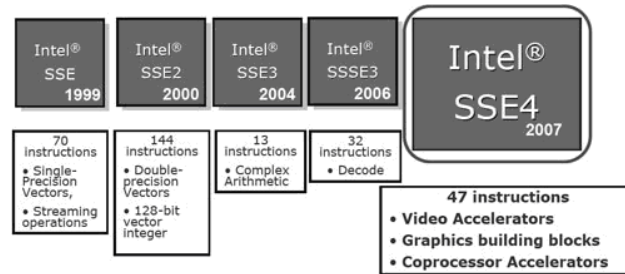 Intel®
SSE
1999
Intel®
SSE2
2000
Intel®
SSE3
2004
Intel®
SSSE3
2006
Intel®
SSE4
2007
70
instructions
• Single-
Precision
Vectors,
• Streaming
operations
144
instructions
• Double-
precision
Vectors
• 128-bit
vector
integer
13
instructions
• Complex
Arithmetic
32
instructions
• Decode
47 instructions
• Video Accelerators
• Graphics building blocks
• Coprocessor Accelerators